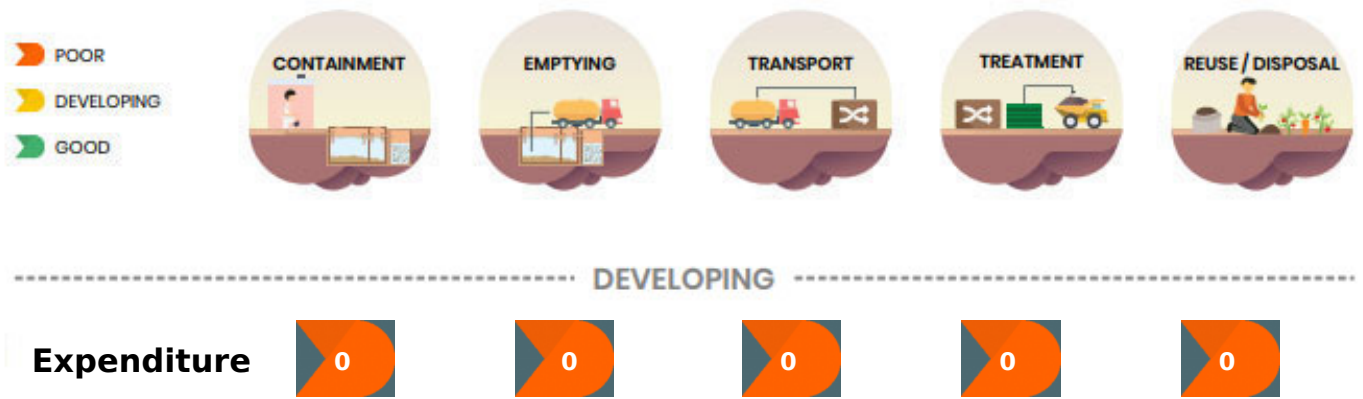 POOR
DEVELOPING
GOOD
CONTAINMENT
EMPTYING
TRANSPORT
TREATMENT
REUSE / DISPOSAL
DEVELOPING
Expenditure 0 0 0 0 0